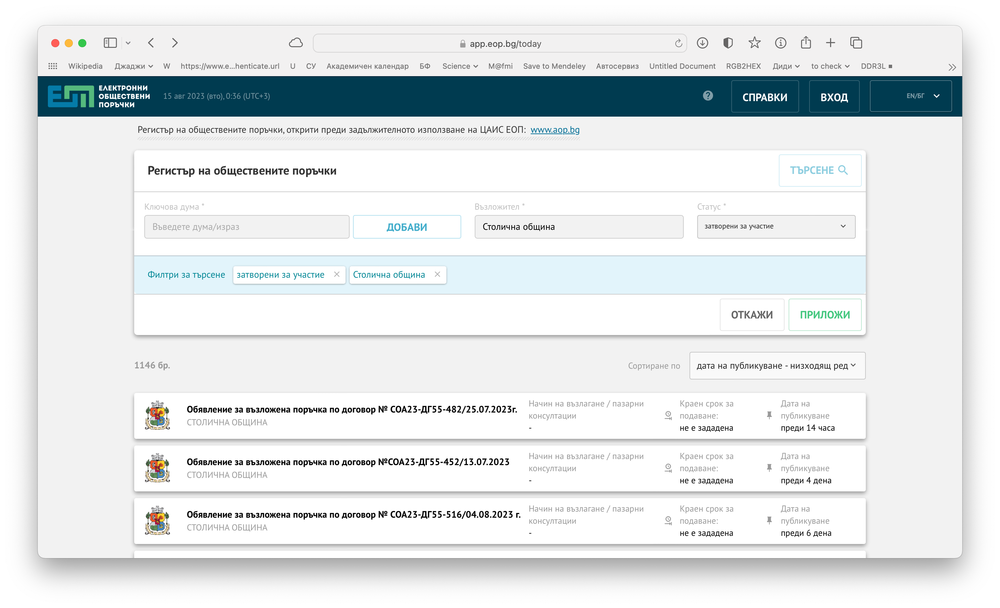 app.eop.bg/today
Wikipedia Джаджи W https://www.e...henticate.url U СУ Академичен календар БФ Science M@fmi Save to Mendeley Автосервиз Untitled Document RGB2HEX Диди to check DDR3L
ЕЛЕКТРОННИ
ОБЩЕСТВЕНИ
ПОРЪЧКИ
15 авг 2023 (вто), 0:36 (UTC+3)
?
СПРАВКИ
ВХОД
EN/БГ
Регистър на обществените поръчки, открити преди задължителното използване на ЦАИС ЕОП: www.aop.bg
Регистър на обществените поръчки
ТЪРСЕНЕ
Ключова дума *
Въведете дума/израз
ДОБАВИ
Възложител *
Столична община
Статус *
затворени за участие
Филтри за търсене затворени за участие Столична община
ОТКАЖИ
ПРИЛОЖИ
1146 бр.
Сортиране по
дата на публикуване - низходящ ред
Обявление за възложена поръчка по договор № СОА23-ДГ55-482/25.07.2023г.
СТОЛИЧНА ОБЩИНА
Начин на възлагане / пазарни
консултации
-
Краен срок за
подаване:
не е зададена
Дата на
публикуване
преди 14 часа
Обявление за възложена поръчка по договор №СОА23-ДГ55-452/13.07.2023
СТОЛИЧНА ОБЩИНА
Начин на възлагане / пазарни
консултации
-
Краен срок за
подаване:
не е зададена
Дата на
публикуване
преди 4 дена
Обявление за възложена поръчка по договор № СОА23-ДГ55-516/04.08.2023 г.
СТОЛИЧНА ОБЩИНА
Начин на възлагане / пазарни
консултации
-
Краен срок за
подаване:
не е зададена
Дата на
публикуване
преди 6 дена